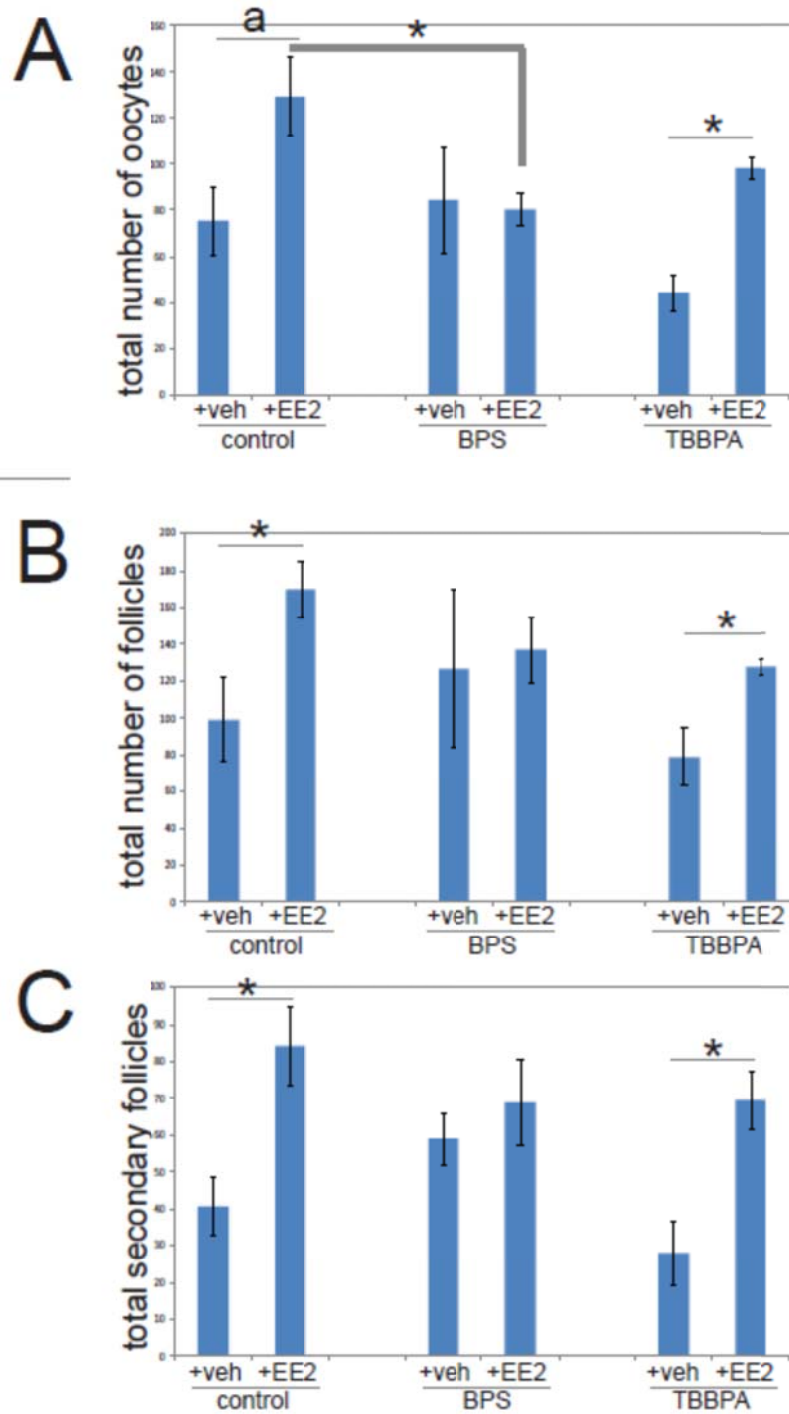 A
total number of oocytes
160
140
120
100
80
60
40
20
0
a
*
*
+veh +EE2 +veh +EE2 +veh +EE2
control BPS TBBPA
B
total number of follicles
200
180
160
140
120
100
80
60
40
20
0
*
*
+veh +EE2 +veh +EE2 +veh +EE2
control BPS TBBPA
C
total secondary follicles
100
90
80
70
60
50
40
30
20
10
0
*
*
+veh +EE2 +veh +EE2 +veh +EE2
control BPS TBBPA